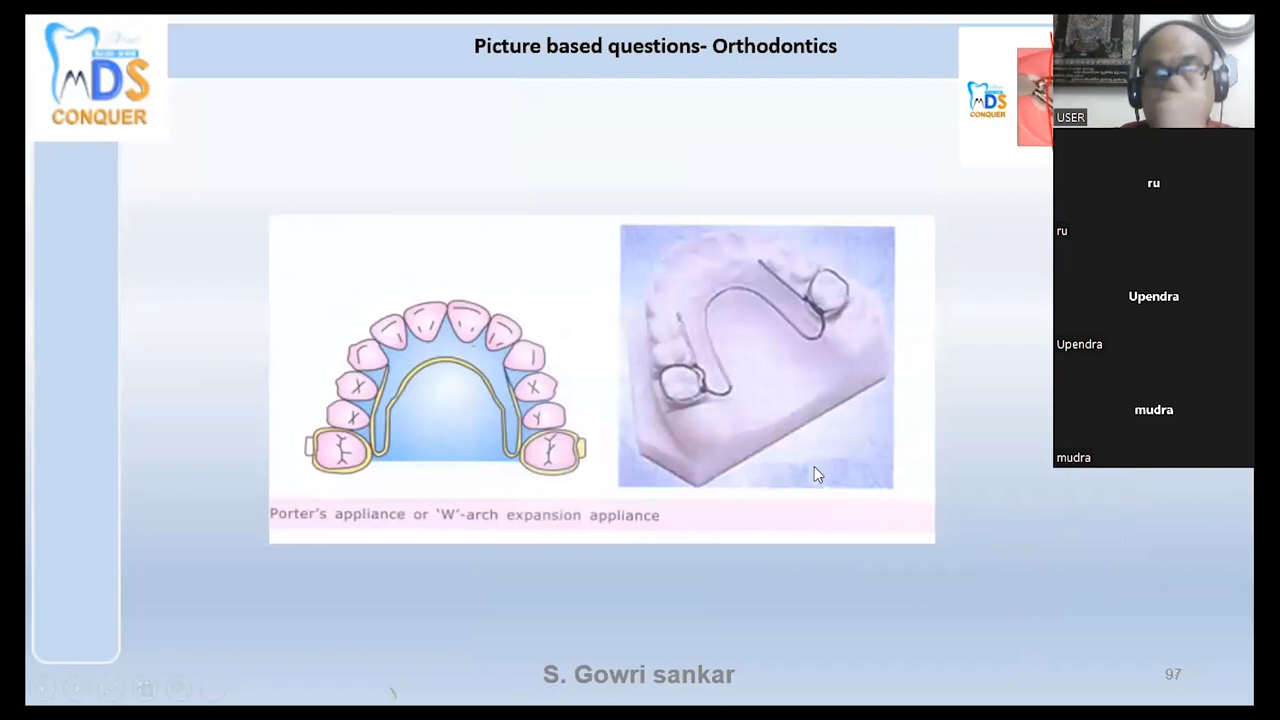 Picture based questions- Orthodontics
MDS
CONQUER
MDS
CONQUER
USER
ru
ru
Upendra
Upendra
mudra
mudra
Porter's appliance or 'W'-arch expansion appliance
S. Gowri sankar
97